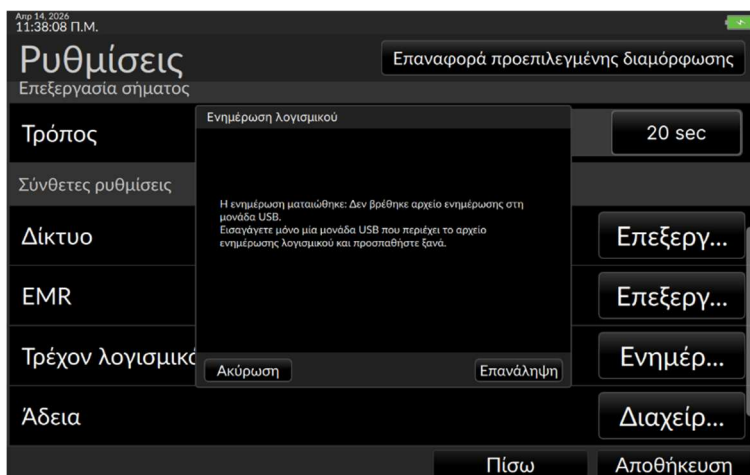 Απρ 14, 2026
11:38:08 Π.Μ.
Ρυθμίσεις
Επαναφορά προεπιλεγμένης διαμόρφωσης
Επεξεργασία σήματος
Τρόπος
20 sec
Σύνθετες ρυθμίσεις
Δίκτυο
Επεξεργ...
EMR
Επεξεργ...
Τρέχον λογισμικό
Ενημέρ...
Άδεια
Διαχείρ...
Πίσω
Αποθήκευση
Ενημέρωση λογισμικού
Η ενημέρωση ματαιώθηκε: Δεν βρέθηκε αρχείο ενημέρωσης στη
μονάδα USB.
Εισαγάγετε μόνο μία μονάδα USB που περιέχει το αρχείο
ενημέρωσης λογισμικού και προσπαθήστε ξανά.
Ακύρωση
Επανάληψη